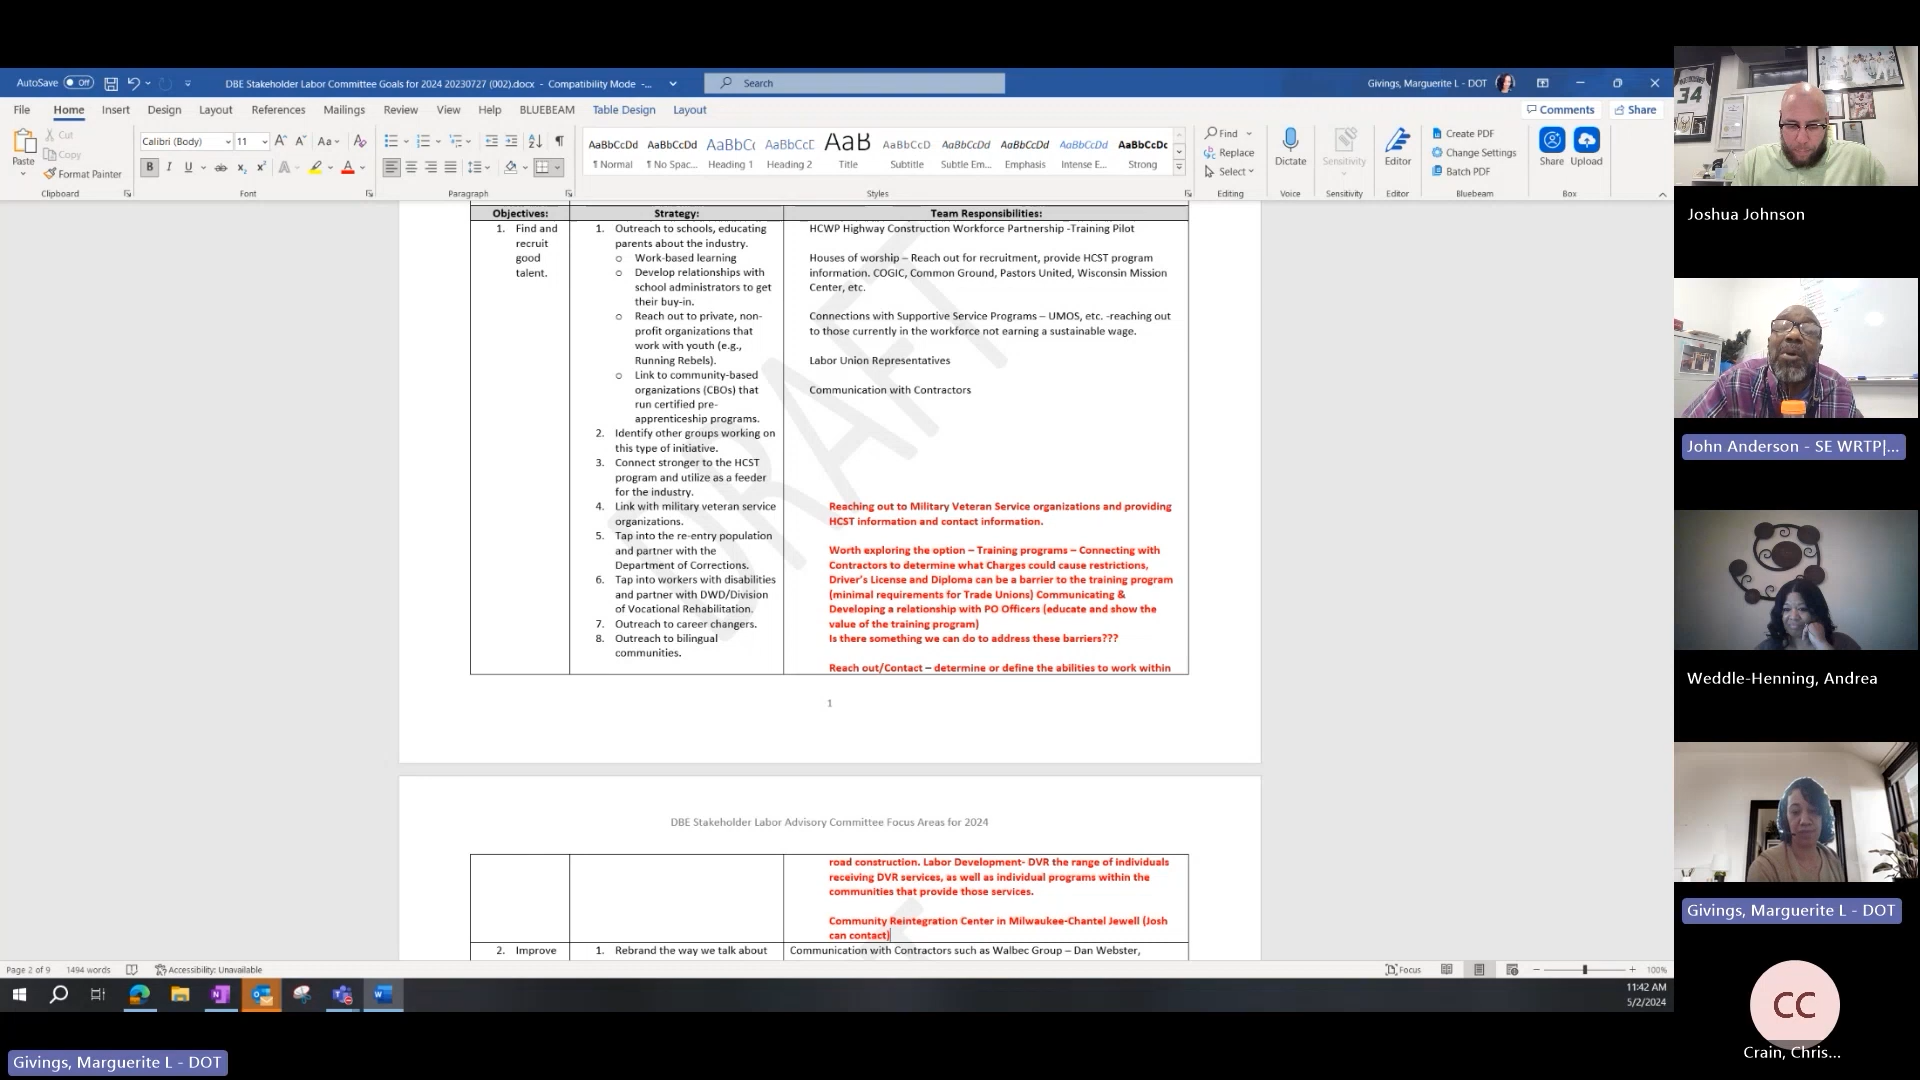 AutoSave Off
DBE Stakeholder Labor Committee Goals for 2024 20230727 (002).docx - Compatibility Mode -...
Search
Givings, Marguerite L - DOT
File Home Insert Design Layout References Mailings Review View Help BLUEBEAM Table Design Layout
Comments Share
Paste
Cut
Copy
Format Painter
Calibri (Body) 11
AaBbCcDd AaBbCcDd AaBbCc AaBbCcD AaB AaBbCcD AaBbCcDd AaBbCcDd AaBbCcDd AaBbCcDc
¶ Normal ¶ No Spac... Heading 1 Heading 2 Title Subtitle Subtle Em... Emphasis Intense E... Strong
Find
Replace
Select
Dictate
Sensitivity
Editor
Create PDF
Change Settings
Batch PDF
Share Upload
Clipboard Font Paragraph Styles Editing Voice Sensitivity Editor Bluebeam Box
Objectives: Strategy: Team Responsibilities:
1. Find and
recruit
good
talent.
1. Outreach to schools, educating
parents about the industry.
o Work-based learning
o Develop relationships with
school administrators to get
their buy-in.
o Reach out to private, non-
profit organizations that
work with youth (e.g.,
Running Rebels).
o Link to community-based
organizations (CBOs) that
run certified pre-
apprenticeship programs.
2. Identify other groups working on
this type of initiative.
3. Connect stronger to the HCST
program and utilize as a feeder
for the industry.
4. Link with military veteran service
organizations.
5. Tap into the re-entry population
and partner with the
Department of Corrections.
6. Tap into workers with disabilities
and partner with DWD/Division
of Vocational Rehabilitation.
7. Outreach to career changers.
8. Outreach to bilingual
communities.
HCWP Highway Construction Workforce Partnership -Training Pilot
Houses of worship – Reach out for recruitment, provide HCST program
information. COGIC, Common Ground, Pastors United, Wisconsin Mission
Center, etc.
Connections with Supportive Service Programs – UMOS, etc. -reaching out
to those currently in the workforce not earning a sustainable wage.
Labor Union Representatives
Communication with Contractors
Reaching out to Military Veteran Service organizations and providing
HCST information and contact information.
Worth exploring the option – Training programs – Connecting with
Contractors to determine what Charges could cause restrictions,
Driver's License and Diploma can be a barrier to the training program
(minimal requirements for Trade Unions) Communicating &
Developing a relationship with PO Officers (educate and show the
value of the training program)
Is there something we can do to address these barriers???
Reach out/Contact – determine or define the abilities to work within
DRAFT
1
DBE Stakeholder Labor Advisory Committee Focus Areas for 2024
road construction. Labor Development- DVR the range of individuals
receiving DVR services, as well as individual programs within the
communities that provide those services.
Community Reintegration Center in Milwaukee-Chantel Jewell (Josh
can contact)
2. Improve 1. Rebrand the way we talk about Communication with Contractors such as Walbec Group – Dan Webster,
Page 2 of 9 1494 words Accessibility: Unavailable
Focus 100%
11:42 AM
5/2/2024
Givings, Marguerite L - DOT
34
Joshua Johnson
John Anderson - SE WRTP|...
Weddle-Henning, Andrea
Givings, Marguerite L - DOT
CC
Crain, Chris...